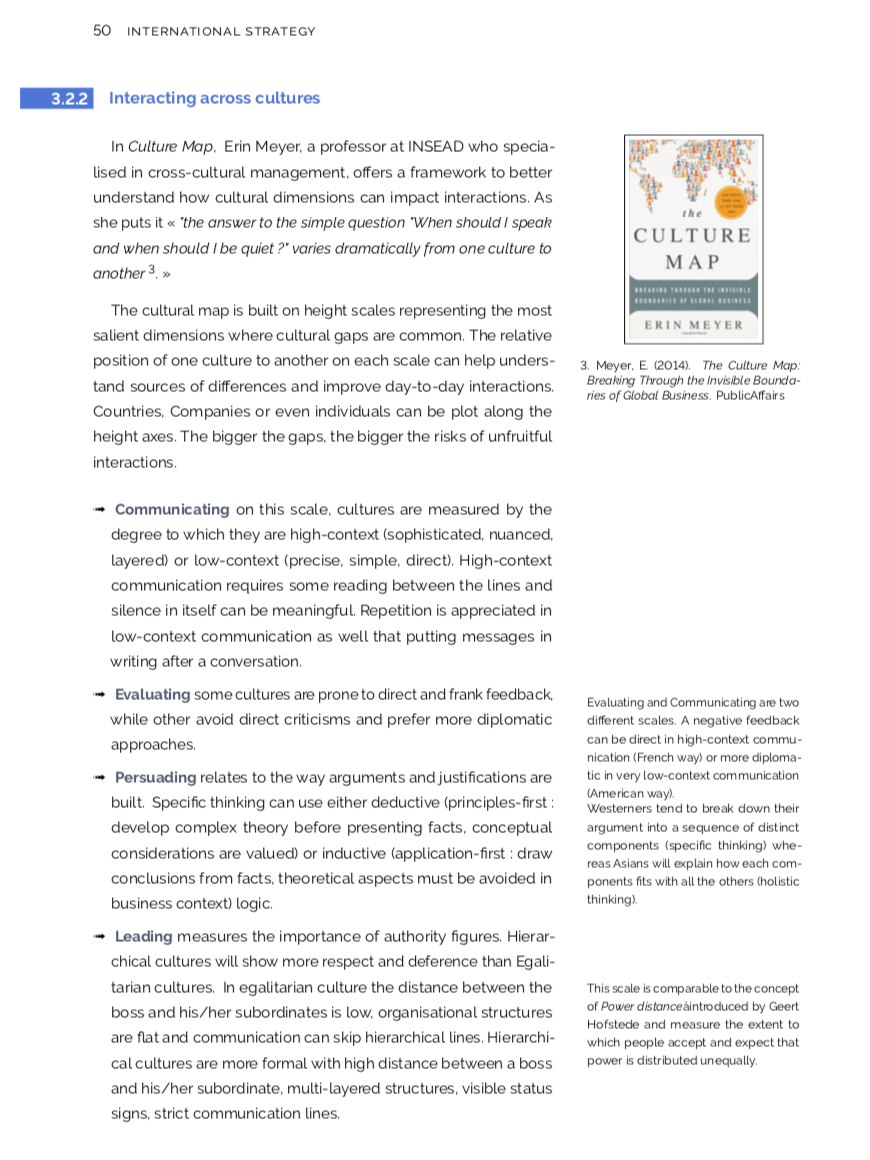 50 INTERNATIONAL STRATEGY
3.2.2 Interacting across cultures
In Culture Map, Erin Meyer, a professor at INSEAD who specia-
lised in cross-cultural management, offers a framework to better
understand how cultural dimensions can impact interactions. As
she puts it « "the answer to the simple question "When should I speak
and when should I be quiet ?" varies dramatically from one culture to
another 3. »
The cultural map is built on height scales representing the most
salient dimensions where cultural gaps are common. The relative
position of one culture to another on each scale can help unders-
tand sources of differences and improve day-to-day interactions.
Countries, Companies or even individuals can be plot along the
height axes. The bigger the gaps, the bigger the risks of unfruitful
interactions.
the
CULTURE
MAP
BREAKING THROUGH THE INVISIBLE
BOUNDARIES OF GLOBAL BUSINESS
ERIN MEYER
3. Meyer, E. (2014). The Culture Map:
Breaking Through the Invisible Bounda-
ries of Global Business. PublicAffairs
➟ Communicating on this scale, cultures are measured by the
degree to which they are high-context (sophisticated, nuanced,
layered) or low-context (precise, simple, direct). High-context
communication requires some reading between the lines and
silence in itself can be meaningful. Repetition is appreciated in
low-context communication as well that putting messages in
writing after a conversation.
➟ Evaluating some cultures are prone to direct and frank feedback,
while other avoid direct criticisms and prefer more diplomatic
approaches.
➟ Persuading relates to the way arguments and justifications are
built. Specific thinking can use either deductive (principles-first :
develop complex theory before presenting facts, conceptual
considerations are valued) or inductive (application-first : draw
conclusions from facts, theoretical aspects must be avoided in
business context) logic.
➟ Leading measures the importance of authority figures. Hierar-
chical cultures will show more respect and deference than Egali-
tarian cultures. In egalitarian culture the distance between the
boss and his/her subordinates is low, organisational structures
are flat and communication can skip hierarchical lines. Hierarchi-
cal cultures are more formal with high distance between a boss
and his/her subordinate, multi-layered structures, visible status
signs, strict communication lines.
Evaluating and Communicating are two
different scales. A negative feedback
can be direct in high-context commu-
nication (French way) or more diploma-
tic in very low-context communication
(American way).
Westerners tend to break down their
argument into a sequence of distinct
components (specific thinking) whe-
reas Asians will explain how each com-
ponents fits with all the others (holistic
thinking).
This scale is comparable to the concept
of Power distanceàintroduced by Geert
Hofstede and measure the extent to
which people accept and expect that
power is distributed unequally.